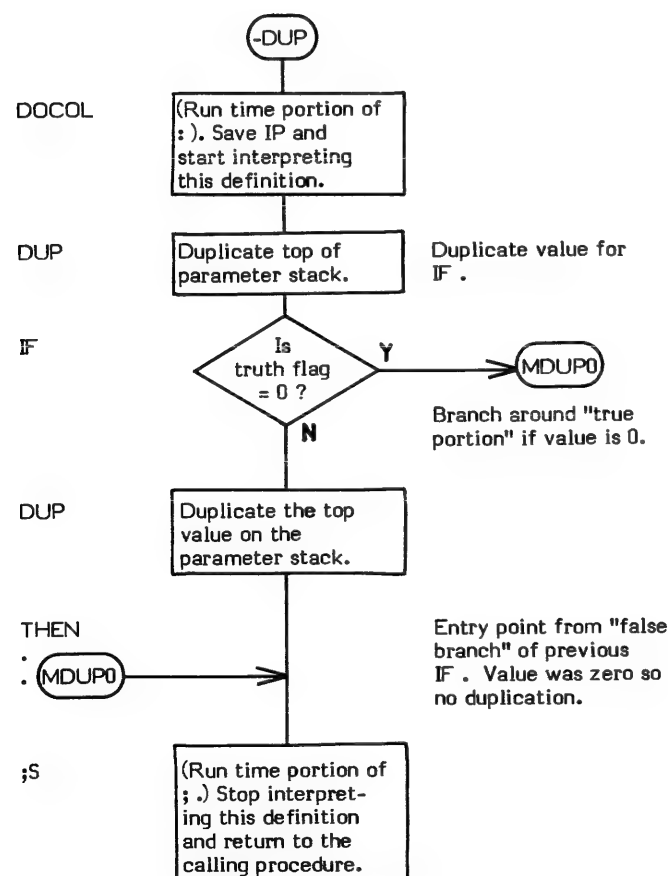 -DUP
DOCOL
(Run time portion of
: ). Save IP and
start interpreting
this definition.
DUP
Duplicate top of
parameter stack.
Duplicate value for
IF .
IF
Is
truth flag
= 0 ?
Y
MDUP0
N
Branch around "true
portion" if value is 0.
DUP
Duplicate the top
value on the
parameter stack.
THEN
: MDUP0
Entry point from "false
branch" of previous
IF . Value was zero so
no duplication.
;S
(Run time portion of
; .) Stop interpret-
ing this definition
and return to the
calling procedure.